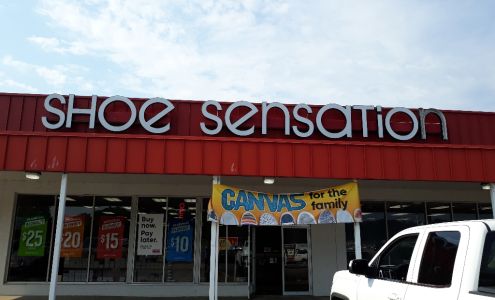 SHOE SENSATION
CANVAS for the
family
$25
$20
$15
Buy
now.
Pay
later.
$10